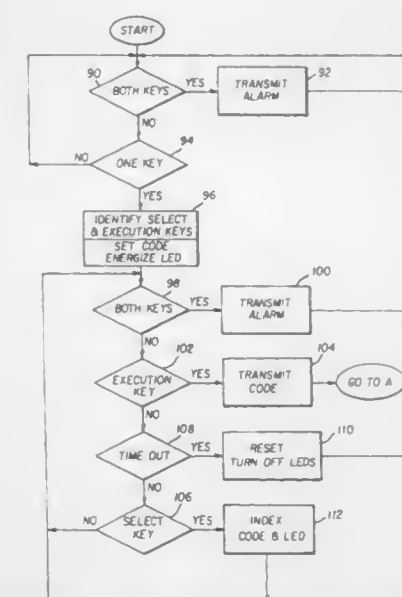 START
90
BOTH KEYS
YES
TRANSMIT
ALARM
92
NO
94
ONE KEY
NO
YES
96
IDENTIFY SELECT
& EXECUTION KEYS
SET CODE
ENERGIZE LED
98
BOTH KEYS
YES
100
TRANSMIT
ALARM
NO
102
EXECUTION
KEY
YES
104
TRANSMIT
CODE
GO TO A
NO
108
TIME OUT
YES
110
RESET
TURN OFF LEDS
NO
106
SELECT
KEY
NO
YES
112
INDEX
CODE & LED